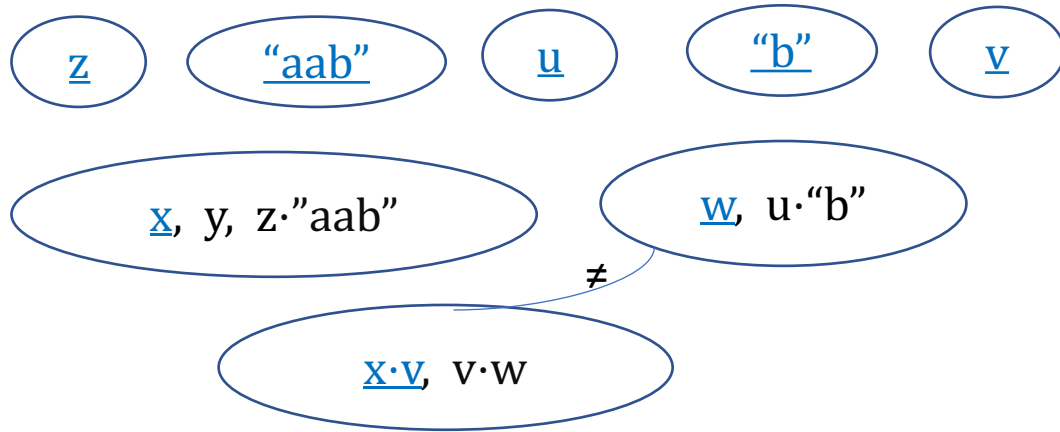 z “aab” u “b” v
x, y, z·”aab” w, u·“b”
≠
x·v, v·w